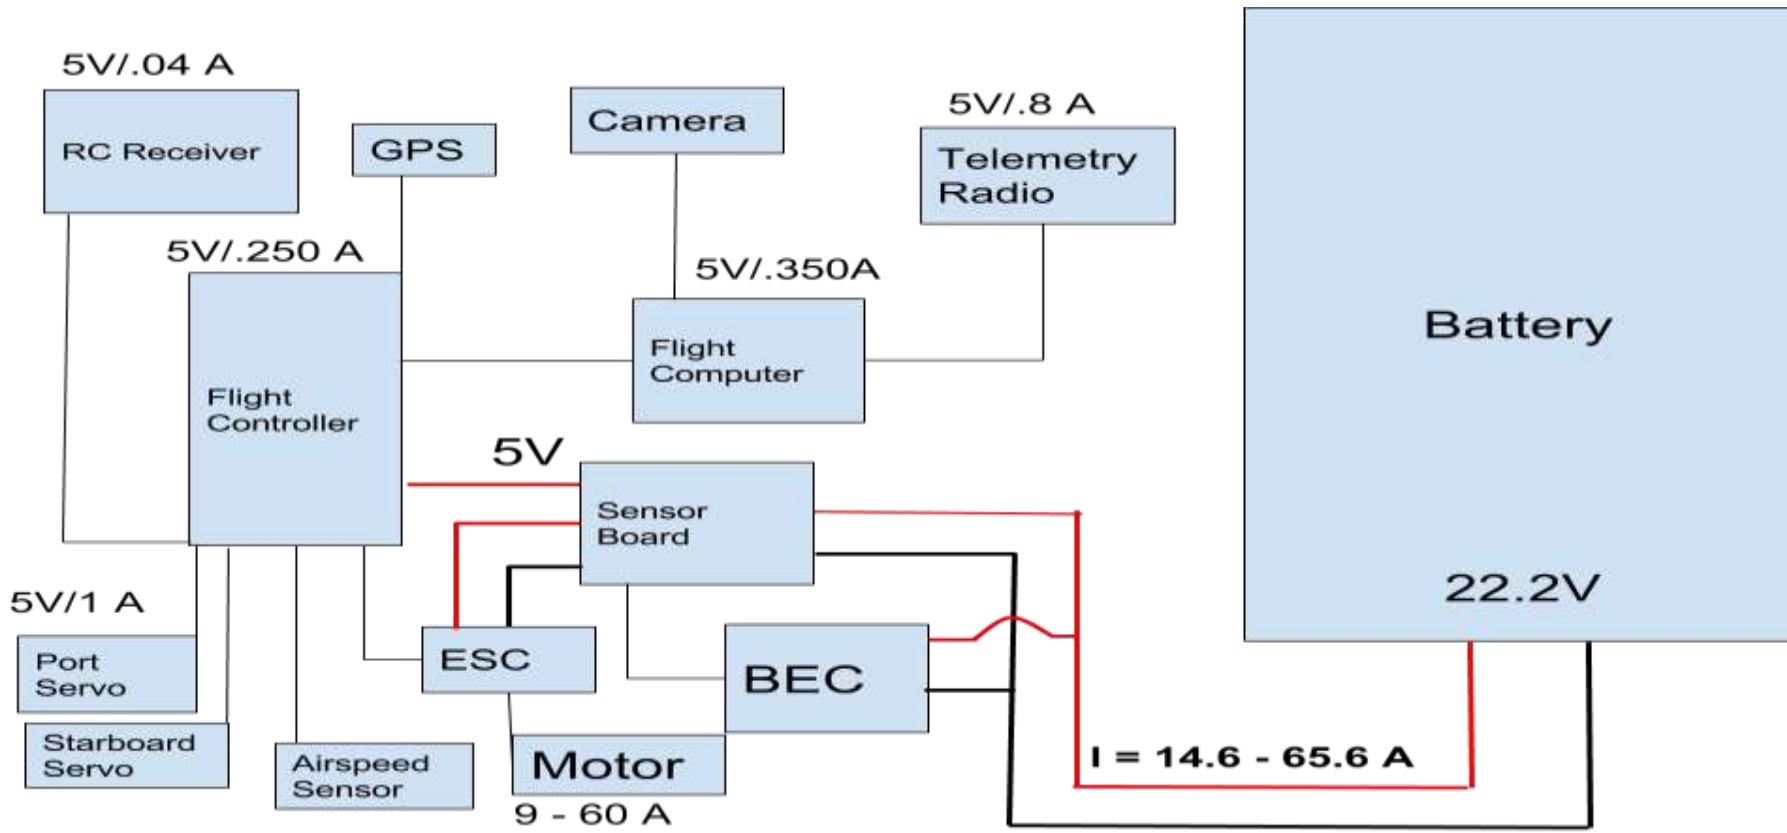 5V/.04 A
RC Receiver
GPS
Camera
5V/.8 A
Telemetry
Radio
5V/.250 A
Flight
Controller
5V/.350A
Flight
Computer
Battery
22.2V
5V
Sensor
Board
5V/1 A
Port
Servo
Starboard
Servo
Airspeed
Sensor
ESC
BEC
Motor
9 - 60 A
I = 14.6 - 65.6 A